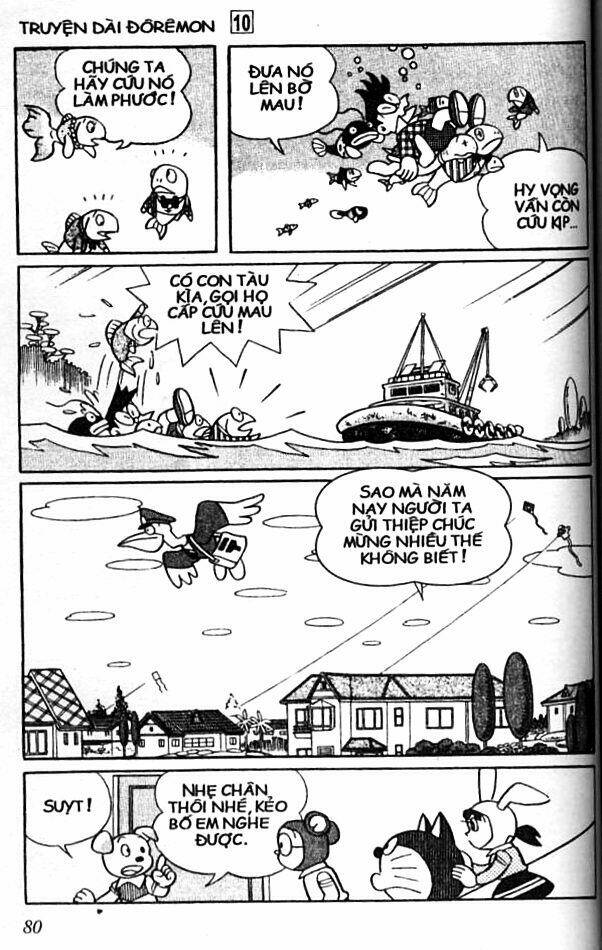 TRUYỆN DÀI ĐÔRÊMON 10
CHÚNG TA
HÃY CỨU NÓ
LÀM PHƯỚC!
ĐƯA NÓ
LÊN BỜ
MAU!
HY VỌNG
VẪN CÒN
CỨU KỊP...
CÓ CON TÀU
KÌA, GỌI HỌ
CẤP CỨU MAU
LÊN!
SAO MÀ NĂM
NAY NGƯỜI TA
GỬI THIỆP CHÚC
MỪNG NHIỀU THẾ
KHÔNG BIẾT!
SUYT!
NHẸ CHÂN
THÔI NHÉ, KẺO
BỐ EM NGHE
ĐƯỢC.
80